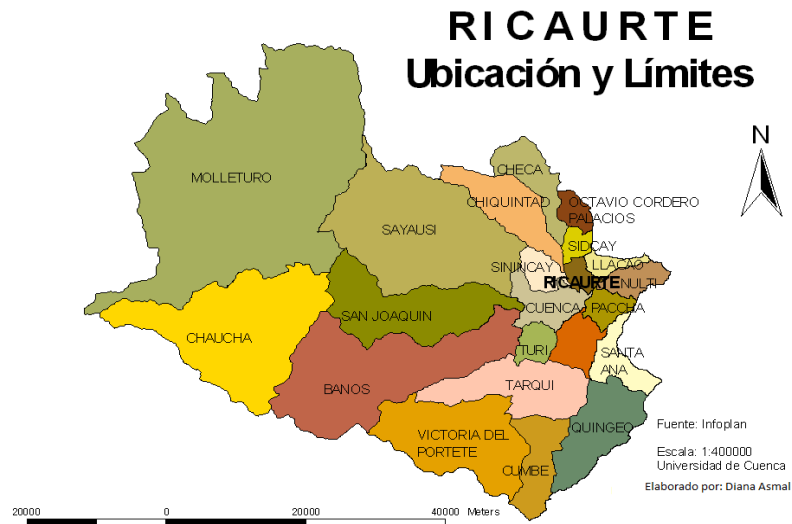 RICAURTE
Ubicación y Límites
N
MOLLETURO
CHECA
CHIQUINTAD
OCTAVIO CORDERO
PALACIOS
SAYAUSI
SIDCAY
SININCAY
LLACAO
RICAURTE
NULTI
CUENCA
PACCHA
SAN JOAQUIN
CHAUCHA
TURI
SANTA
ANA
BANOS
TARQUI
QUINGEO
VICTORIA DEL
PORTETE
CUMBE
Fuente: Infoplan
Escala: 1:400000
Universidad de Cuenca
Elaborado por: Diana Asmal
20000 0 20000 40000 Meters